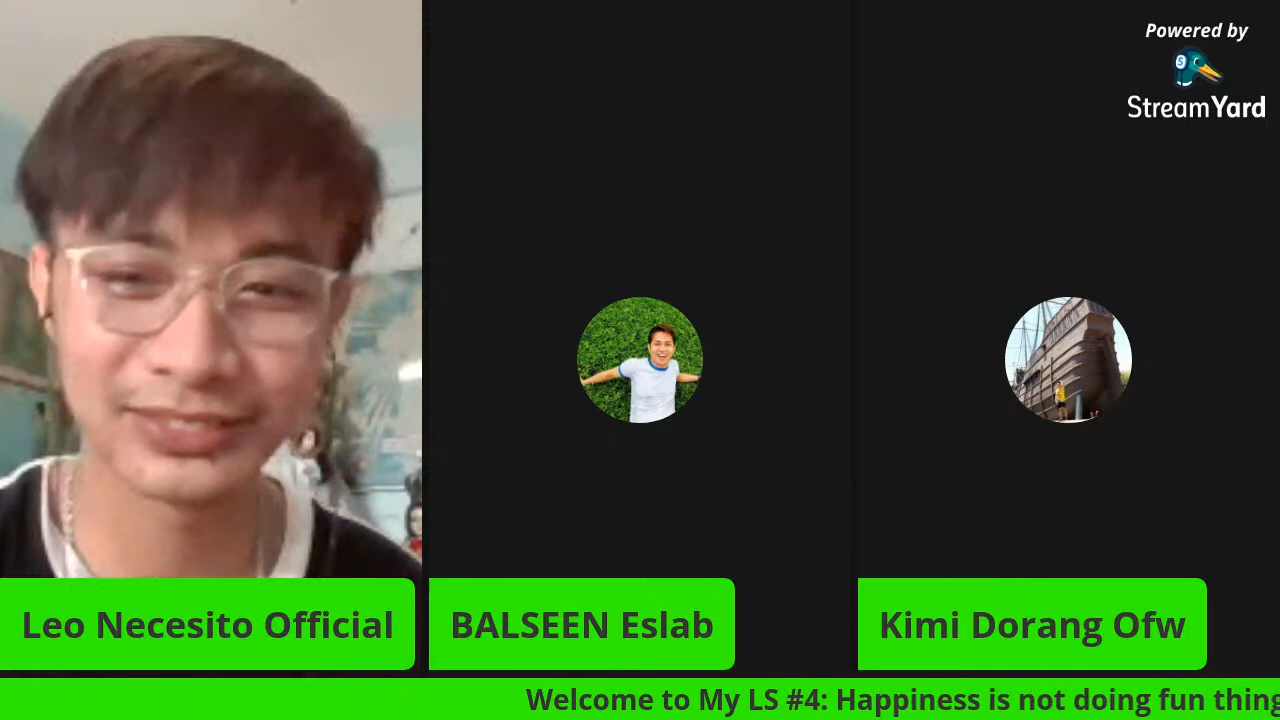 Powered by
StreamYard
Leo Necesito Official
BALSEEN Eslab
Kimi Dorang Ofw
Welcome to My LS #4: Happiness is not doing fun thing